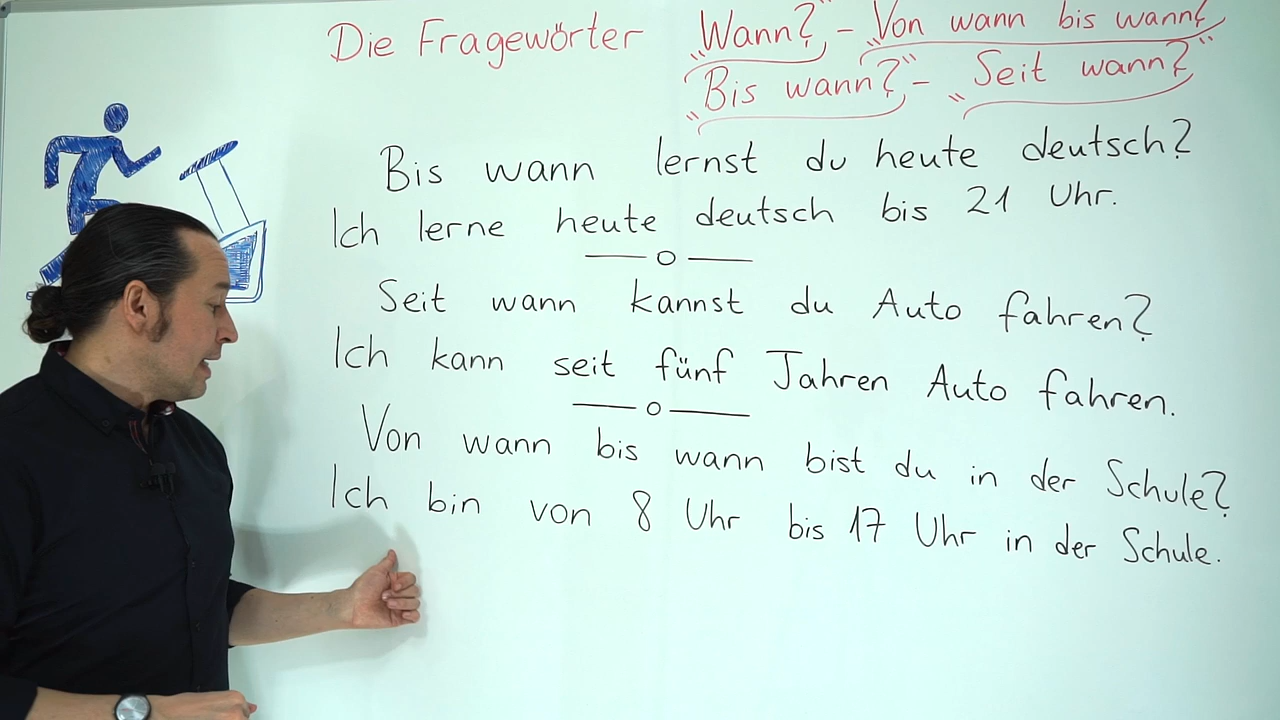 Die Fragewörter „Wann?“ – „Von wann bis wann?“
„Bis wann?“ – „Seit wann?“
Bis wann lernst du heute deutsch?
Ich lerne heute deutsch bis 21 Uhr.
Seit wann kannst du Auto fahren?
Ich kann seit fünf Jahren Auto fahren.
Von wann bis wann bist du in der Schule?
Ich bin von 8 Uhr bis 17 Uhr in der Schule.